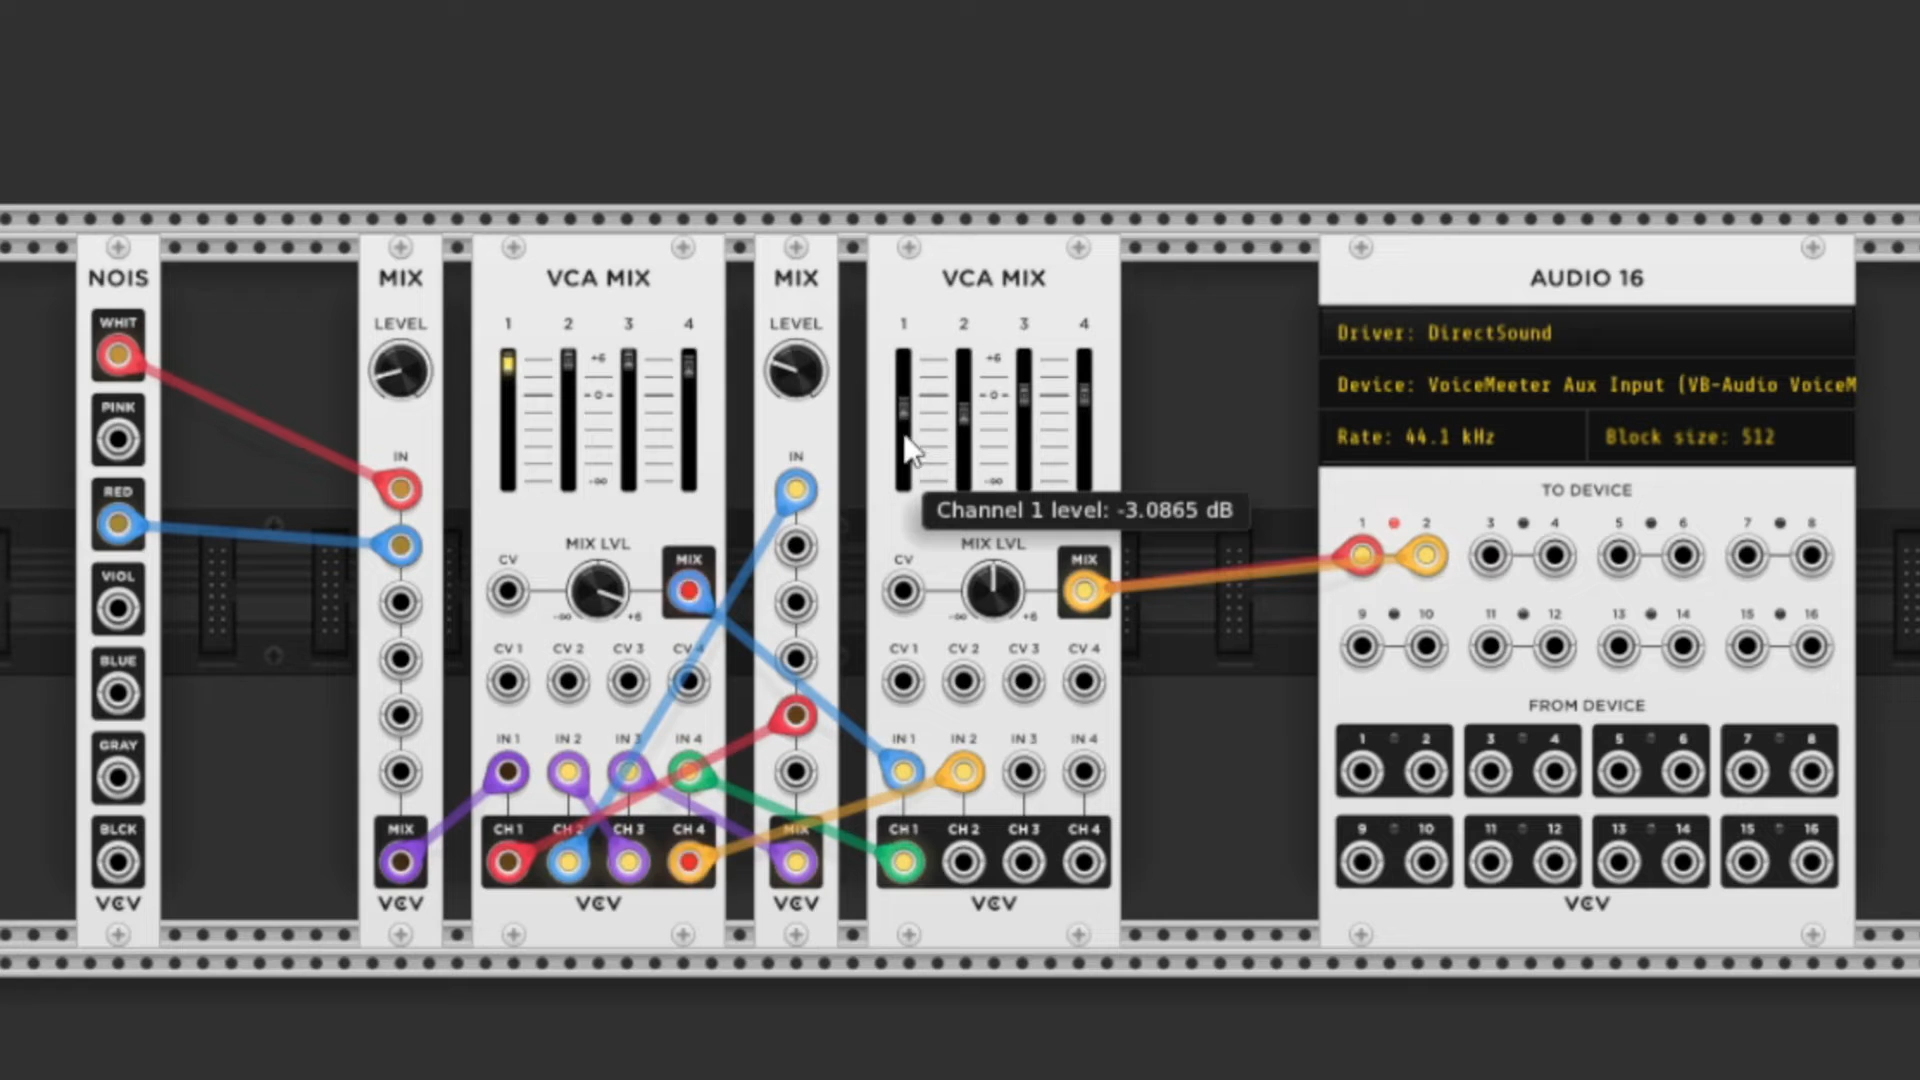 NOIS
WHIT
PINK
RED
VIOL
BLUE
GRAY
BLCK
VCV
MIX
LEVEL
IN
MIX
VCV
VCA MIX
1 2 3 4
+6
-0-
-∞
MIX LVL
CV
-∞ +6
MIX
CV 1 CV 2 CV 3 CV 4
IN 1 IN 2 IN 3 IN 4
CH 1 CH 2 CH 3 CH 4
VCV
MIX
LEVEL
IN
MIX
VCV
VCA MIX
1 2 3 4
+6
-0-
-∞
Channel 1 level: -3.0865 dB
MIX LVL
CV
-∞ +6
MIX
CV 1 CV 2 CV 3 CV 4
IN 1 IN 2 IN 3 IN 4
CH 1 CH 2 CH 3 CH 4
VCV
AUDIO 16
Driver: DirectSound
Device: VoiceMeeter Aux Input (VB-Audio VoiceM
Rate: 44.1 kHz Block size: 512
TO DEVICE
1 2 3 4 5 6 7 8
9 10 11 12 13 14 15 16
FROM DEVICE
1 2 3 4 5 6 7 8
9 10 11 12 13 14 15 16
VCV